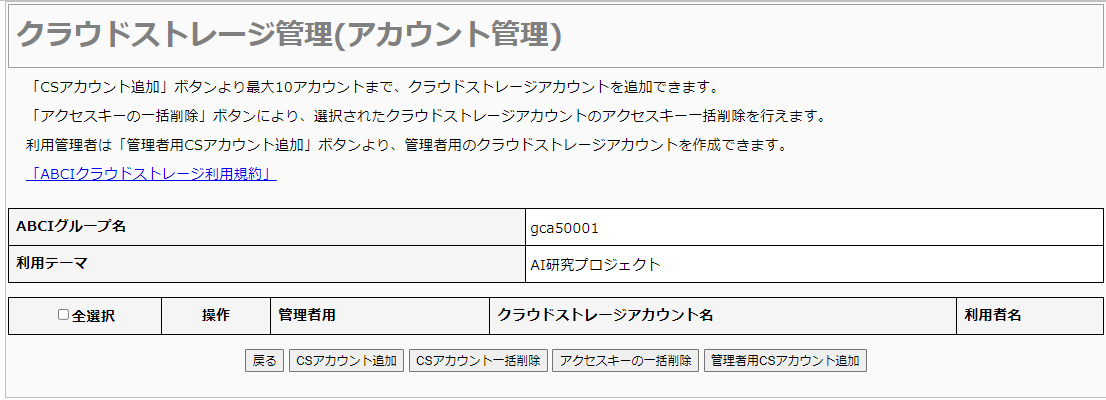 クラウドストレージ管理(アカウント管理)
「CSアカウント追加」ボタンより最大10アカウントまで、クラウドストレージアカウントを追加できます。
「アクセスキーの一括削除」ボタンにより、選択されたクラウドストレージアカウントのアクセスキー一括削除を行えます。
利用管理者は「管理者用CSアカウント追加」ボタンより、管理者用のクラウドストレージアカウントを作成できます。
「ABCIクラウドストレージ利用規約」
ABCIグループ名 gca50001
利用テーマ AI研究プロジェクト
全選択 操作 管理者用 クラウドストレージアカウント名 利用者名
戻る CSアカウント追加 CSアカウント一括削除 アクセスキーの一括削除 管理者用CSアカウント追加